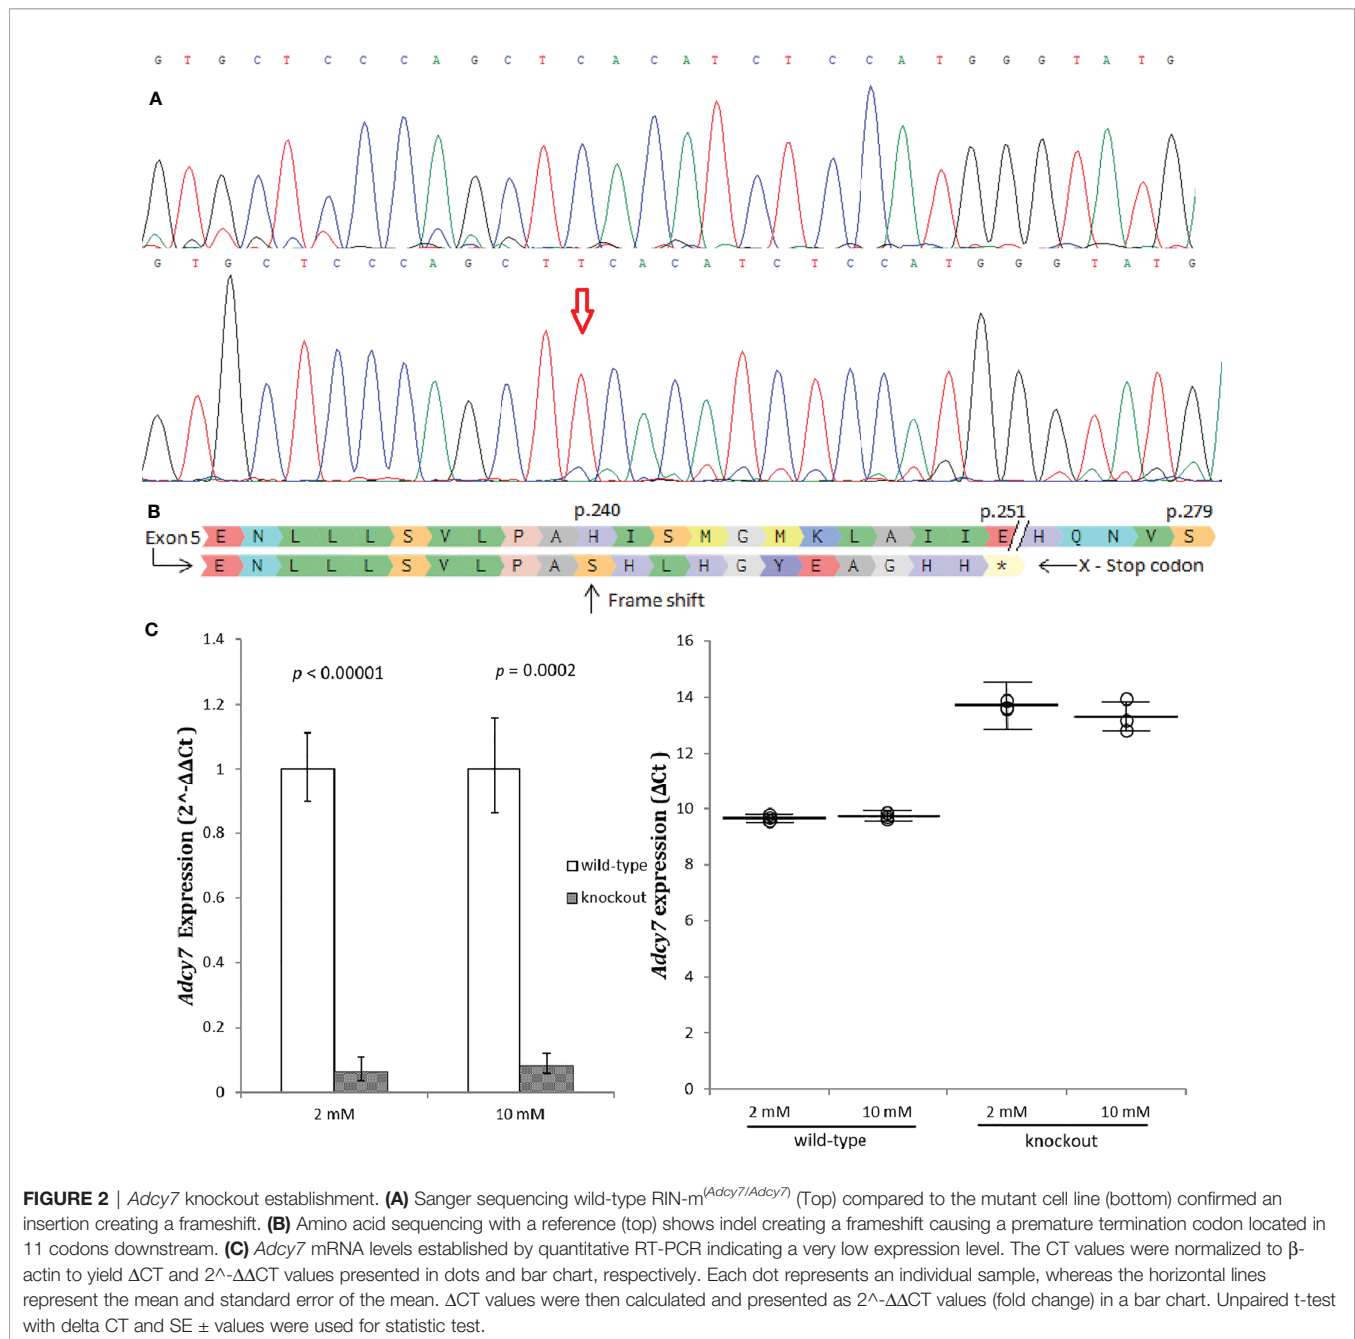 G T G C T C C C A G C T C A C A T C T C C A T G G G T A T G
(A)
G T G C T C C C A G C T T C A C A T C T C C A T G G G T A T G
B
p.240 p.251 p.279
Exon 5 E N L L L S V L P A H I S M G M K L A I I E // H Q N V S
E N L L L S V L P A S H L H G Y E A G H H * X - Stop codon
Frame shift
C
1.4
1.2
1
0.8
0.6
0.4
0.2
0
Adcy7 Expression (2^-ΔΔCt)
p < 0.00001 p = 0.0002
wild-type
knockout
2 mM 10 mM
16
14
12
10
8
6
4
2
0
Adcy7 expression (ΔCt)
2 mM 10 mM 2 mM 10 mM
wild-type knockout
FIGURE 2 | Adcy7 knockout establishment. (A) Sanger sequencing wild-type RIN-m(Adcy7/Adcy7) (Top) compared to the mutant cell line (bottom) confirmed an
insertion creating a frameshift. (B) Amino acid sequencing with a reference (top) shows indel creating a frameshift causing a premature termination codon located in
11 codons downstream. (C) Adcy7 mRNA levels established by quantitative RT-PCR indicating a very low expression level. The CT values were normalized to β-
actin to yield ΔCT and 2^-ΔΔCT values presented in dots and bar chart, respectively. Each dot represents an individual sample, whereas the horizontal lines
represent the mean and standard error of the mean. ΔCT values were then calculated and presented as 2^-ΔΔCT values (fold change) in a bar chart. Unpaired t-test
with delta CT and SE ± values were used for statistic test.